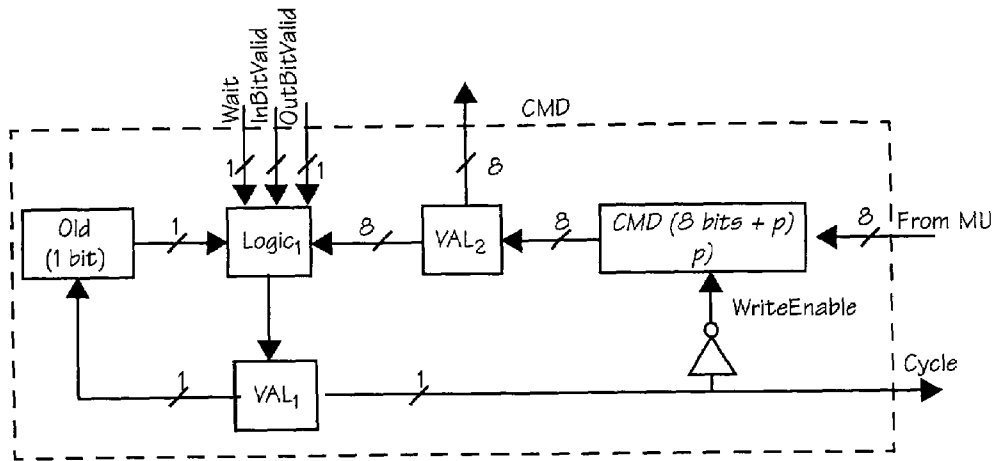 Wait
InBitValid
OutBitValid
CMD
1
1
8
Old
(1 bit)
1
Logic1
8
VAL2
8
CMD (8 bits + p)
p)
8
From MU
WriteEnable
1
VAL1
1
Cycle